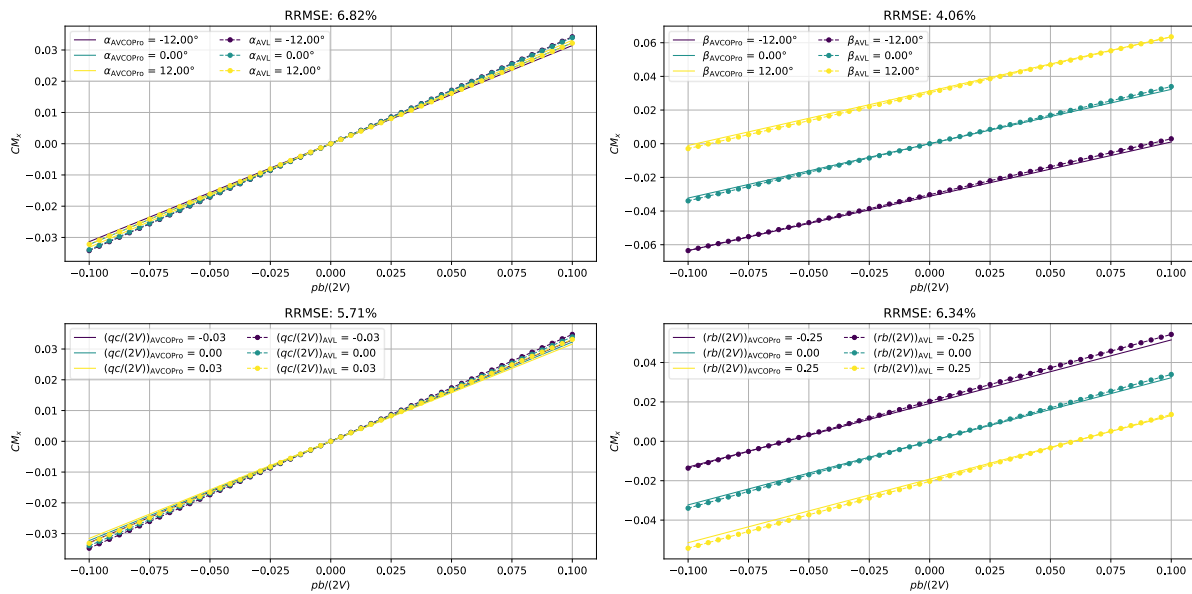 RRMSE: 6.82%
α_AVCOPro = -12.00° α_AVL = -12.00°
α_AVCOPro = 0.00° α_AVL = 0.00°
α_AVCOPro = 12.00° α_AVL = 12.00°
0.03
0.02
0.01
0.00
−0.01
−0.02
−0.03
CM_x
−0.100 −0.075 −0.050 −0.025 0.000 0.025 0.050 0.075 0.100
pb/(2V)
RRMSE: 4.06%
β_AVCOPro = -12.00° β_AVL = -12.00°
β_AVCOPro = 0.00° β_AVL = 0.00°
β_AVCOPro = 12.00° β_AVL = 12.00°
0.06
0.04
0.02
0.00
−0.02
−0.04
−0.06
CM_x
−0.100 −0.075 −0.050 −0.025 0.000 0.025 0.050 0.075 0.100
pb/(2V)
RRMSE: 5.71%
(qc/(2V))_AVCOPro = -0.03 (qc/(2V))_AVL = -0.03
(qc/(2V))_AVCOPro = 0.00 (qc/(2V))_AVL = 0.00
(qc/(2V))_AVCOPro = 0.03 (qc/(2V))_AVL = 0.03
0.03
0.02
0.01
0.00
−0.01
−0.02
−0.03
CM_x
−0.100 −0.075 −0.050 −0.025 0.000 0.025 0.050 0.075 0.100
pb/(2V)
RRMSE: 6.34%
(rb/(2V))_AVCOPro = -0.25 (rb/(2V))_AVL = -0.25
(rb/(2V))_AVCOPro = 0.00 (rb/(2V))_AVL = 0.00
(rb/(2V))_AVCOPro = 0.25 (rb/(2V))_AVL = 0.25
0.04
0.02
0.00
−0.02
−0.04
CM_x
−0.100 −0.075 −0.050 −0.025 0.000 0.025 0.050 0.075 0.100
pb/(2V)